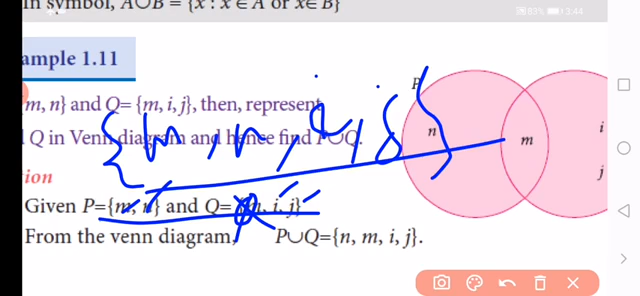 In symbol, A∪B = {x : x ∈ A or x∈ B}
83% 3.44
ample 1.11
{m, n} and Q= {m, i, j}, then, represent
Q in Venn diagram and hence find P∪Q.
{m, n, i, j}
P
n
m
i
j
ion
Given P={m, n} and Q={m, i, j}
From the venn diagram, P∪Q={n, m, i, j}.